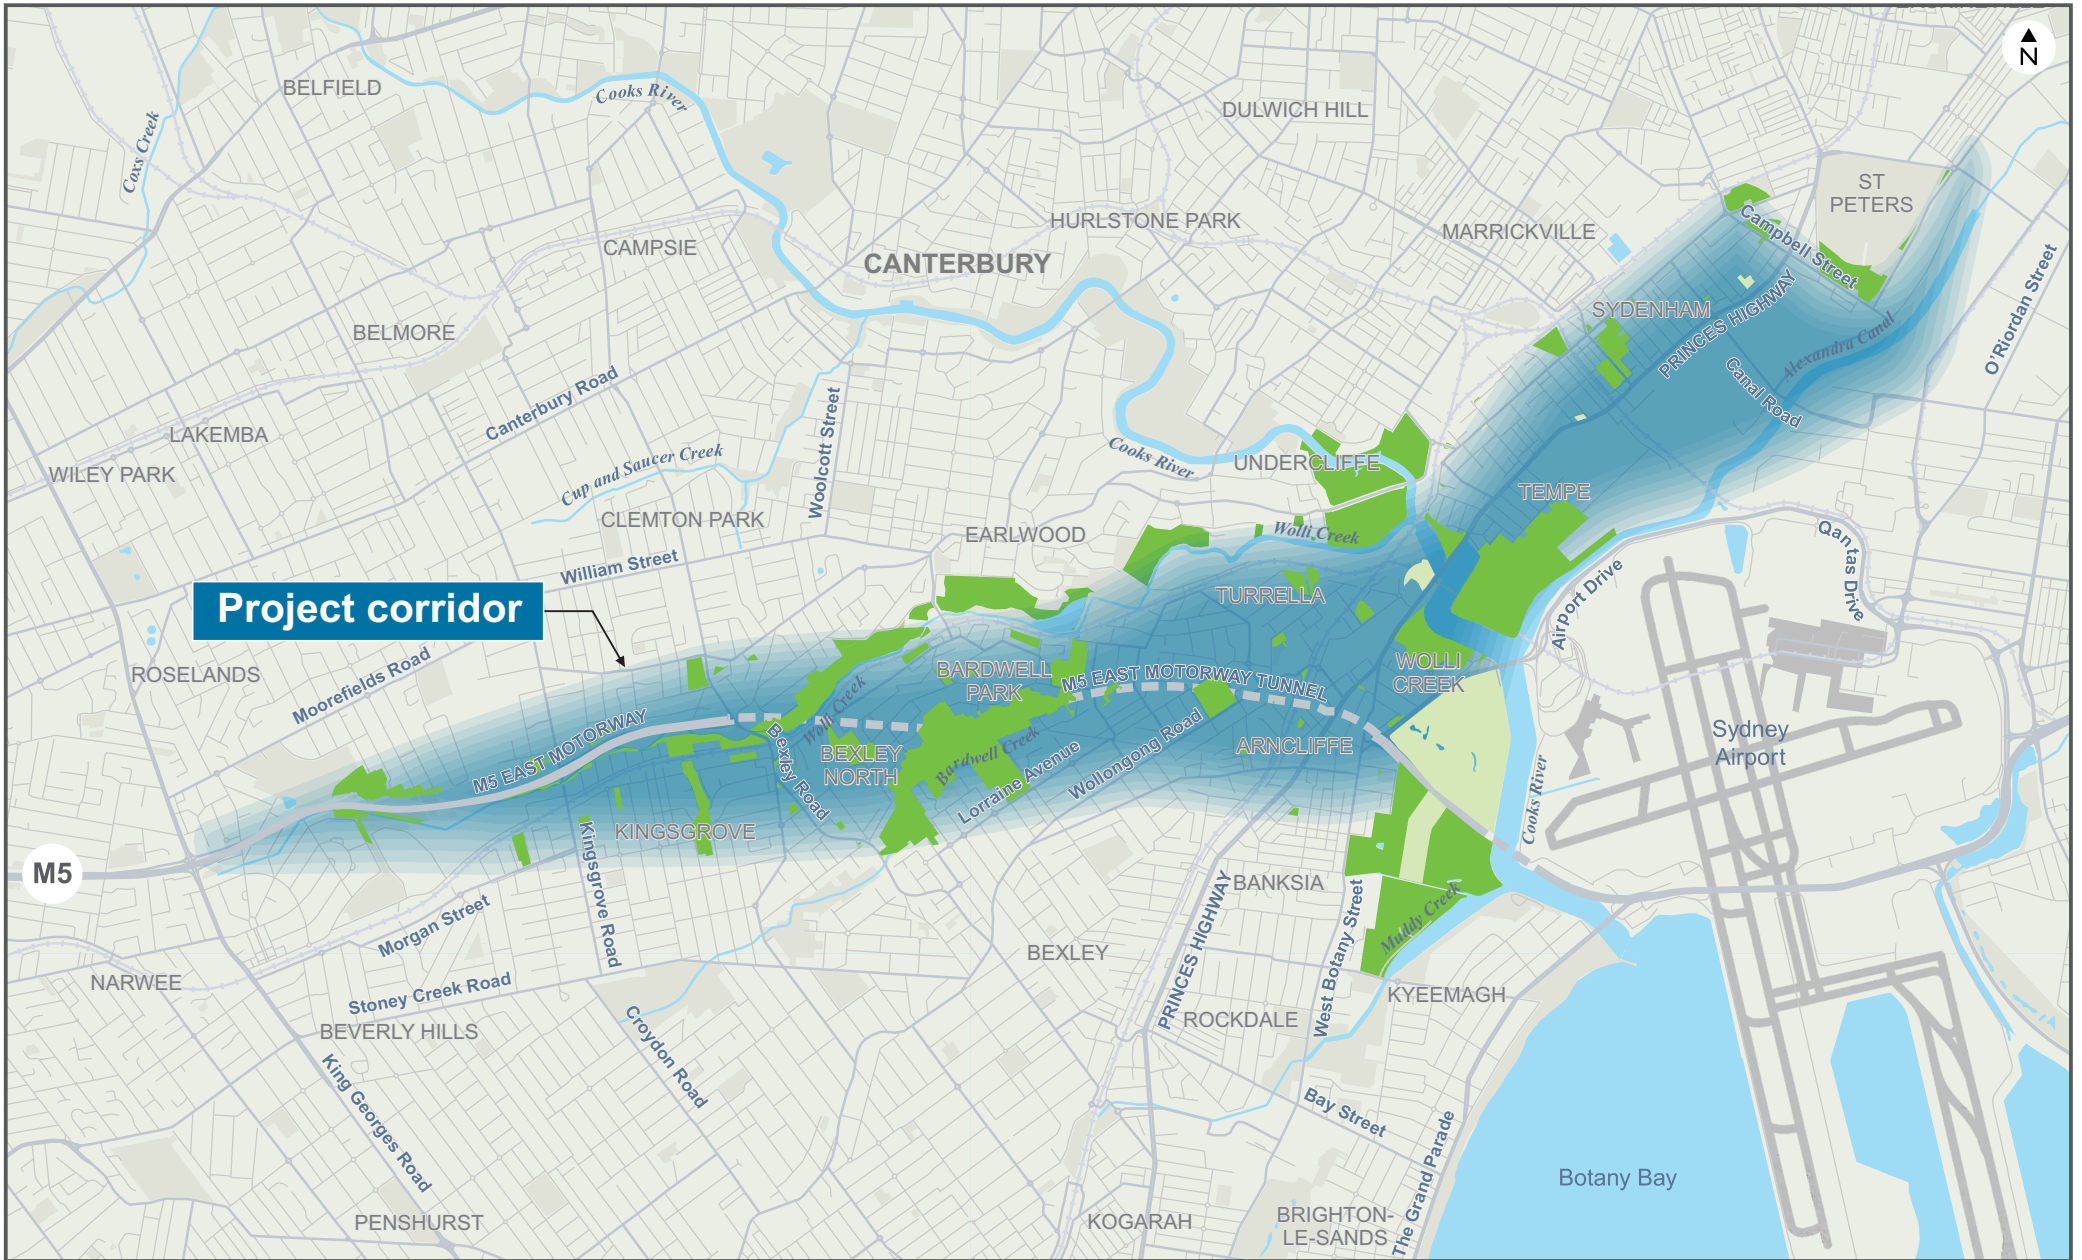 N
BELFIELD
Cooks River
DULWICH HILL
Coxs Creek
ST
PETERS
CAMPSIE
HURLSTONE PARK
MARRICKVILLE
Campbell Street
CANTERBURY
O'Riordan Street
BELMORE
SYDENHAM
PRINCES HIGHWAY
Alexandra Canal
Canal Road
Canterbury Road
LAKEMBA
Woolcott Street
Cooks River
UNDERCLIFFE
WILEY PARK
Cup and Saucer Creek
TEMPE
CLEMTON PARK
EARLWOOD
Wolli Creek
Qantas Drive
William Street
TURRELLA
Airport Drive
Project corridor
ROSELANDS
Moorefields Road
BARDWELL
PARK
M5 EAST MOTORWAY TUNNEL
WOLLI
CREEK
Wolli Creek
M5 EAST MOTORWAY
Bexley Road
BEXLEY
NORTH
Bardwell Creek
Lorraine Avenue
Wollongong Road
ARNCLIFFE
Sydney
Airport
Cooks River
KINGSGROVE
Kingsgrove Road
M5
BANKSIA
PRINCES HIGHWAY
West Botany Street
Muddy Creek
Morgan Street
BEXLEY
NARWEE
Stoney Creek Road
KYEEMAGH
BEVERLY HILLS
Croydon Road
ROCKDALE
King Georges Road
Bay Street
The Grand Parade
Botany Bay
PENSHURST
KOGARAH
BRIGHTON-
LE-SANDS